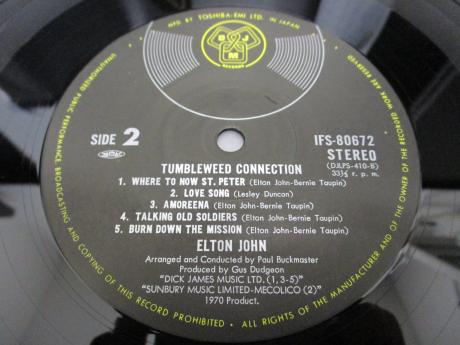 MFD. BY TOSHIBA-EMI LTD. IN JAPAN
DJM
RECORDS
SIDE 2
IFS-80672
STEREO
(DJLPS-410-B)
33⅓ r. p. m.
TUMBLEWEED CONNECTION
1. WHERE TO NOW ST. PETER (Elton John-Bernie Taupin)
2. LOVE SONG (Lesley Duncan)
3. AMOREENA (Elton John-Bernie Taupin)
4. TALKING OLD SOLDIERS (Elton John-Bernie Taupin)
5. BURN DOWN THE MISSION (Elton John-Bernie Taupin)
ELTON JOHN
Arranged and Conducted by Paul Buckmaster
Produced by Gus Dudgeon
"DICK JAMES MUSIC LTD. (1, 3-5)"
"SUNBURY MUSIC LIMITED-MECOLICO (2)"
1970 Product.
UNAUTHORIZED PUBLIC PERFORMANCE, BROADCASTING AND COPYING OF THIS RECORD PROHIBITED · ALL RIGHTS OF THE MANUFACTURER AND OF THE OWNER OF THE RECORDED WORK ARE RESERVED